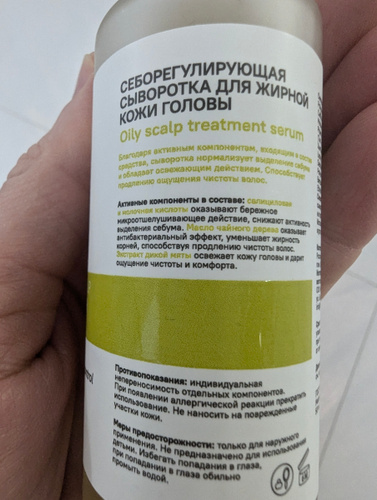 СЕБОРЕГУЛИРУЮЩАЯ
СЫВОРОТКА ДЛЯ ЖИРНОЙ
КОЖИ ГОЛОВЫ
Oily scalp treatment serum
Благодаря активным компонентам, входящим в состав
средства, сыворотка нормализует выделение себума
и обладает освежающим действием. Способствует
продлению ощущения чистоты волос.
Активные компоненты в составе: салициловая
и молочная кислоты оказывают бережное
микроотшелушивающее действие, снижают активность
выделения себума. Масло чайного дерева оказывает
антибактериальный эффект, уменьшает жирность
корней, способствуя продлению чистоты волос.
Экстракт дикой мяты освежает кожу головы и дарит
ощущение чистоты и комфорта.
Противопоказания: индивидуальная
непереносимость отдельных компонентов.
При появлении аллергической реакции прекратить
использование. Не наносить на поврежденные
участки кожи.
Меры предосторожности: только для наружного
применения. Не предназначено для использования
детьми. Избегать попадания в глаза,
при попадании в глаза обильно
промыть водой.